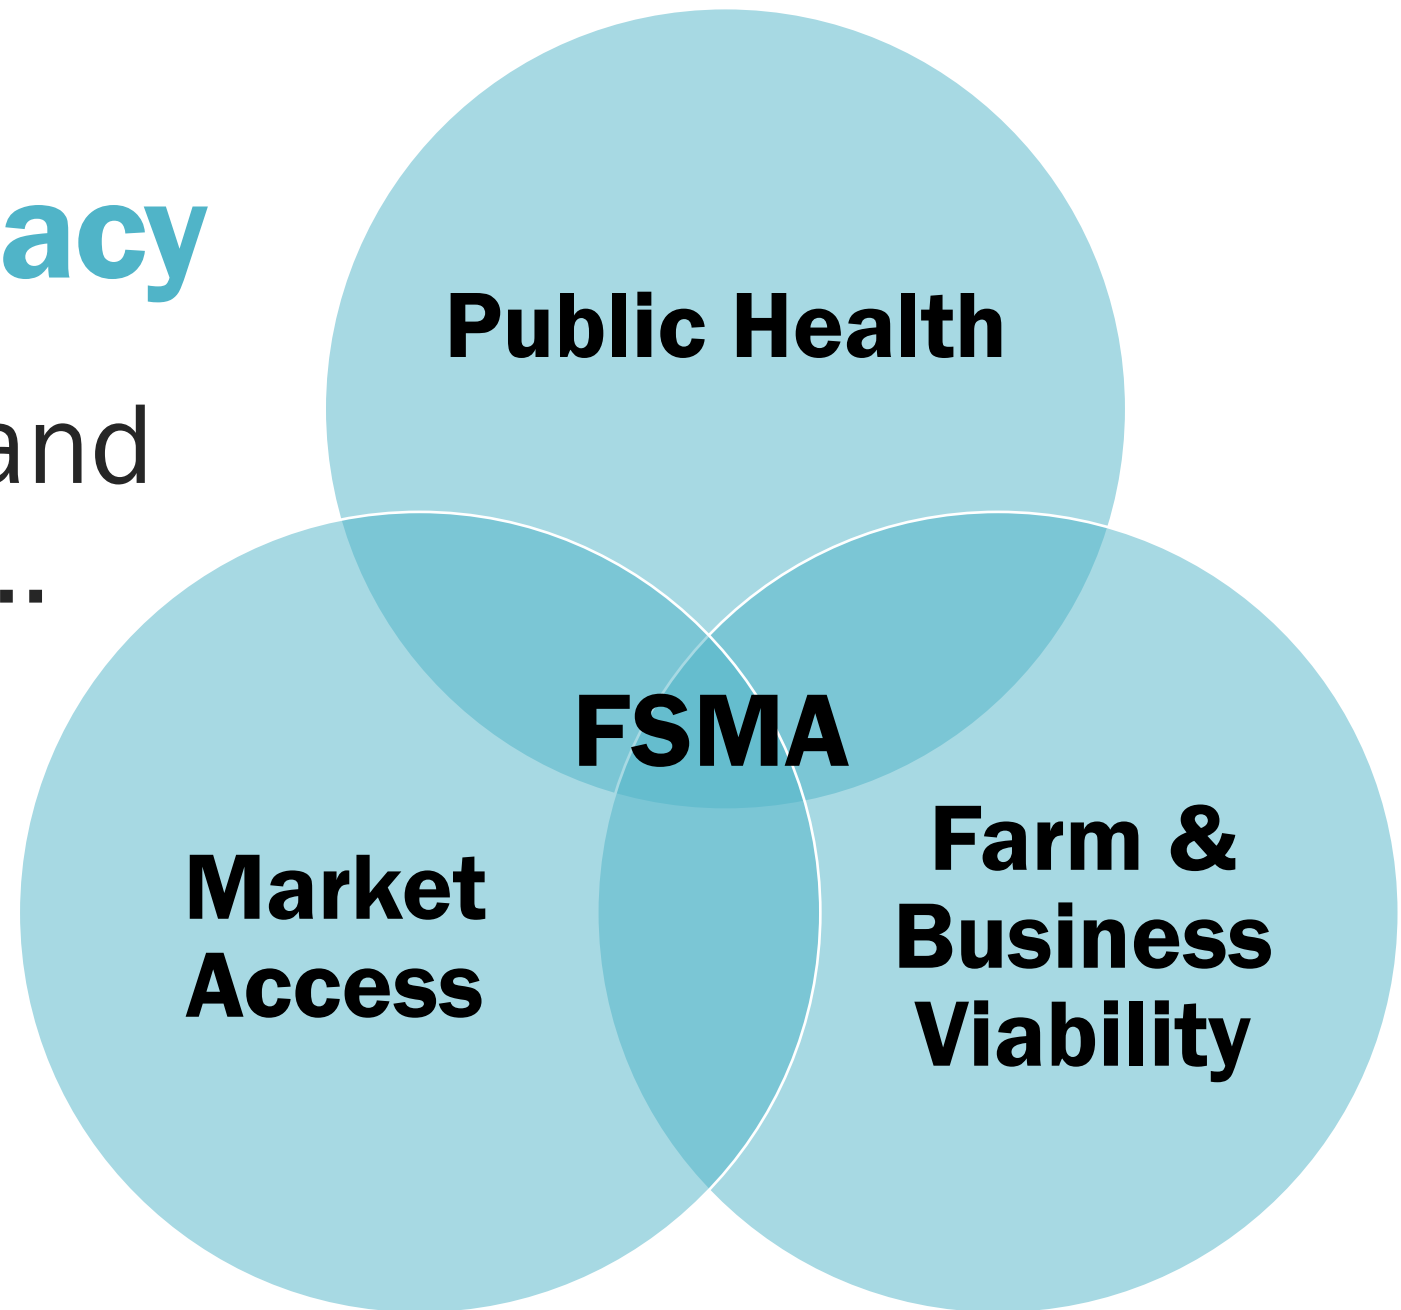 acy
and
..
Public Health
FSMA
Market
Access
Farm &
Business
Viability